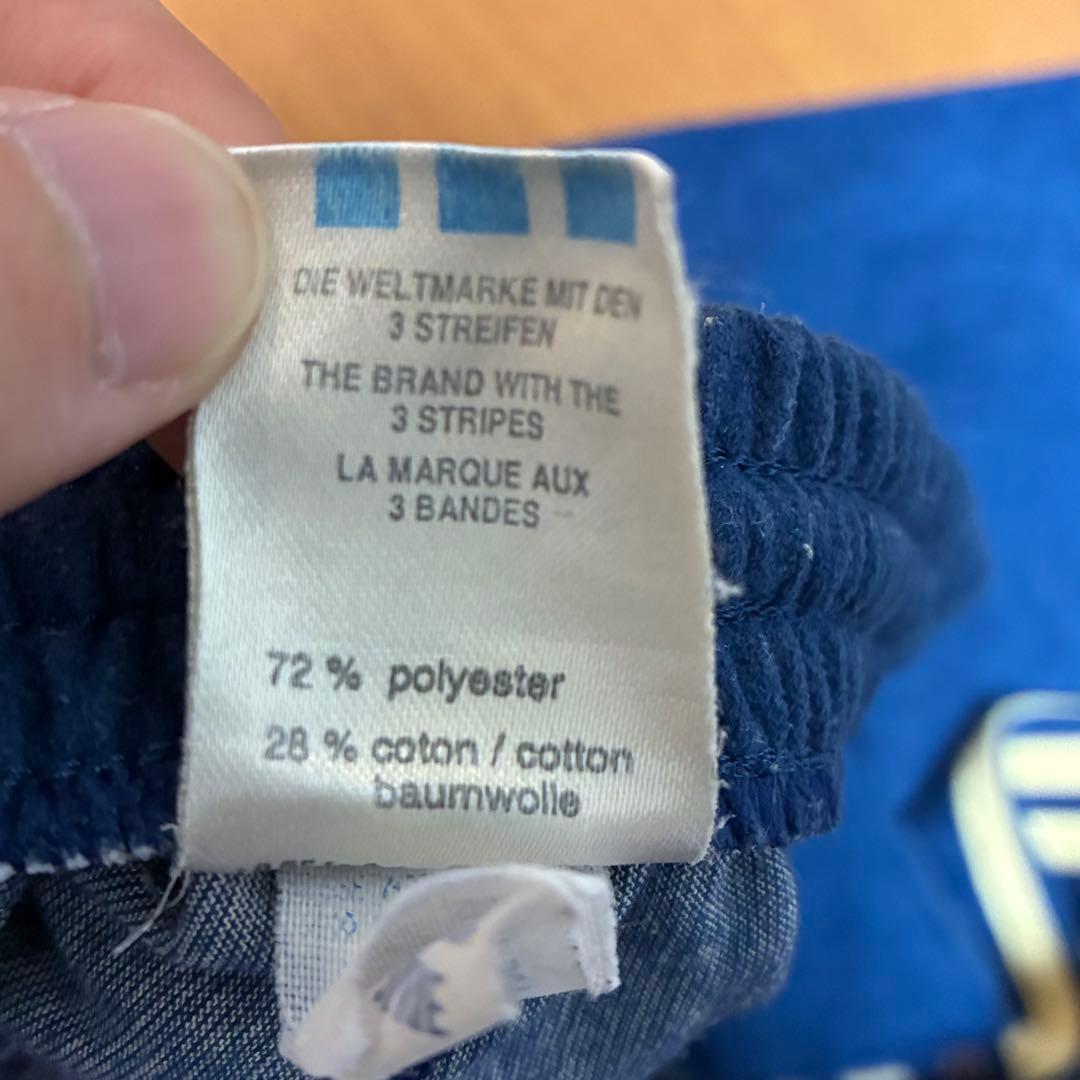 DIE WELTMARKE MIT DEN
3 STREIFEN
THE BRAND WITH THE
3 STRIPES
LA MARQUE AUX
3 BANDES
72 % polyester
28 % coton / cotton
baumwolle